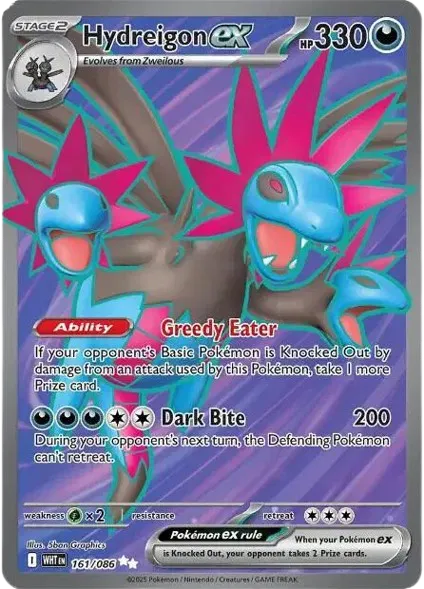 STAGE2 Hydreigon ex HP330
Evolves from Zweilous
Ability Greedy Eater
If your opponent's Basic Pokémon is Knocked Out by
damage from an attack used by this Pokémon, take 1 more
Prize card.
Dark Bite 200
During your opponent's next turn, the Defending Pokémon
can't retreat.
weakness ×2 resistance retreat
Pokémon ex rule When your Pokémon ex
is Knocked Out, your opponent takes 2 Prize cards.
Illus. 5ban Graphics
I WHT EN 161/086
©2025 Pokémon / Nintendo / Creatures / GAME FREAK